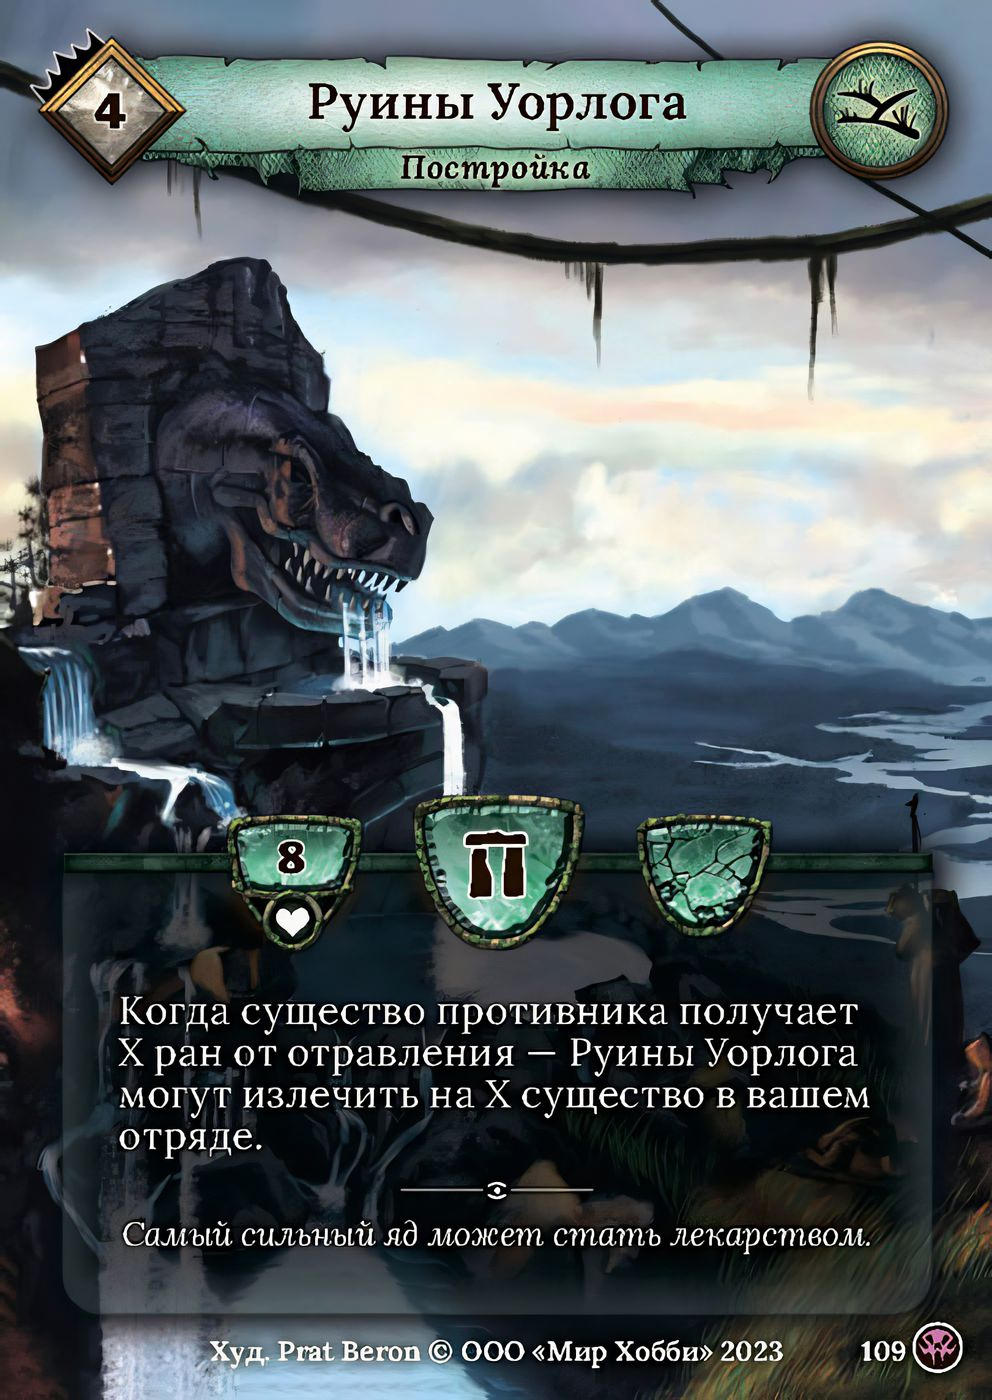 4
Руины Уорлога
Постройка
8
Когда существо противника получает
X ран от отравления — Руины Уорлога
могут излечить на X существо в вашем
отряде.
Самый сильный яд может стать лекарством.
Худ. Prat Beron © ООО «Мир Хобби» 2023
109